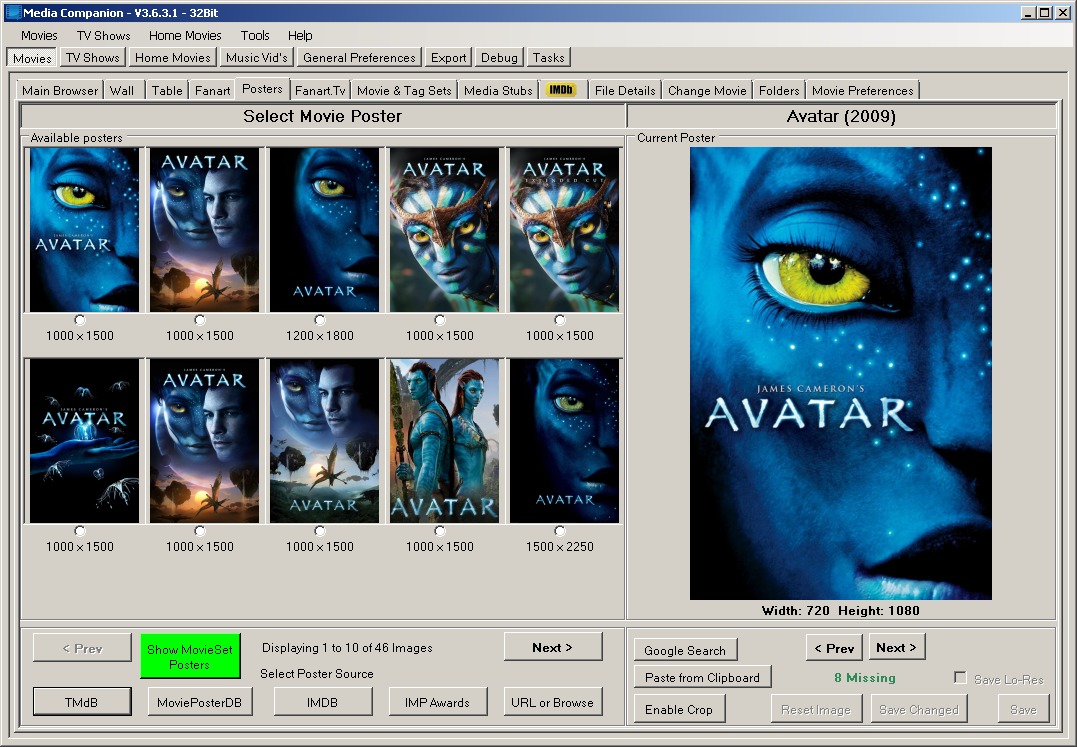 Media Companion - V3.6.3.1 - 32Bit
Movies TV Shows Home Movies Tools Help
Movies TV Shows Home Movies Music Vid's General Preferences Export Debug Tasks
Main Browser Wall Table Fanart Posters Fanart.Tv Movie & Tag Sets Media Stubs IMDb File Details Change Movie Folders Movie Preferences
Select Movie Poster
Avatar (2009)
Available posters
Current Poster
AVATAR
AVATAR
AVATAR
JAMES CAMERON'S
AVATAR
JAMES CAMERON'S
AVATAR
EXTENDED CUT
1000 x 1500 1000 x 1500 1200 x 1800 1000 x 1500 1000 x 1500
JAMES CAMERON'S
AVATAR
JAMES CAMERON'S
AVATAR
AVATAR
AVATAR
AVATAR
1000 x 1500 1000 x 1500 1000 x 1500 1000 x 1500 1500 x 2250
JAMES CAMERON'S
AVATAR
Width: 720 Height: 1080
< Prev
Show MovieSet
Posters
Displaying 1 to 10 of 46 Images
Next >
Select Poster Source
TMdB MoviePosterDB IMDB IMP Awards URL or Browse
Google Search
< Prev Next >
Paste from Clipboard
8 Missing
Save Lo-Res
Enable Crop Reset Image Save Changed Save